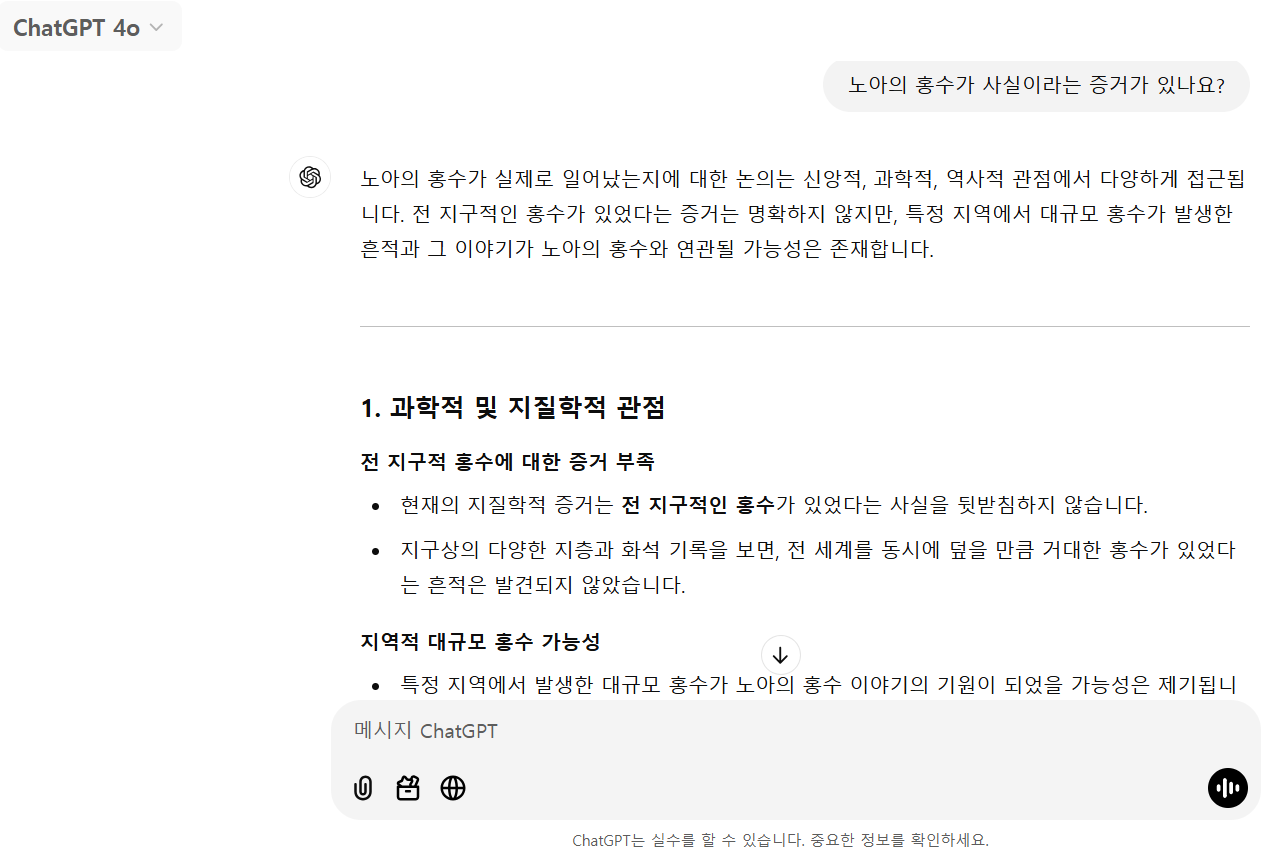 ChatGPT 4o
노아의 홍수가 사실이라는 증거가 있나요?
노아의 홍수가 실제로 일어났는지에 대한 논의는 신앙적, 과학적, 역사적 관점에서 다양하게 접근됩
니다. 전 지구적인 홍수가 있었다는 증거는 명확하지 않지만, 특정 지역에서 대규모 홍수가 발생한
흔적과 그 이야기가 노아의 홍수와 연관될 가능성은 존재합니다.
1. 과학적 및 지질학적 관점
전 지구적 홍수에 대한 증거 부족
• 현재의 지질학적 증거는 전 지구적인 홍수가 있었다는 사실을 뒷받침하지 않습니다.
• 지구상의 다양한 지층과 화석 기록을 보면, 전 세계를 동시에 덮을 만큼 거대한 홍수가 있었다
는 흔적은 발견되지 않았습니다.
지역적 대규모 홍수 가능성
• 특정 지역에서 발생한 대규모 홍수가 노아의 홍수 이야기의 기원이 되었을 가능성은 제기됩니
메시지 ChatGPT
ChatGPT는 실수를 할 수 있습니다. 중요한 정보를 확인하세요.